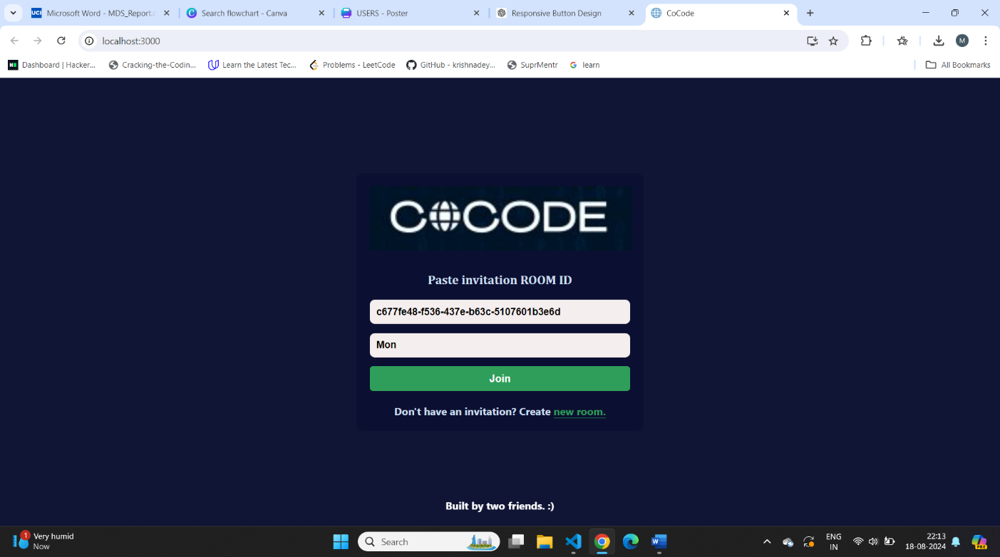 UCI Microsoft Word - MDS_Report.c
Search flowchart - Canva
USERS - Poster
Responsive Button Design
CoCode
localhost:3000
M
H Dashboard | Hacker...
Cracking-the-Codin...
Learn the Latest Tec...
Problems - LeetCode
GitHub - krishnadey...
SuprMentr
G learn
All Bookmarks
COCODE
Paste invitation ROOM ID
c677fe48-f536-437e-b63c-5107601b3e6d
Mon
Join
Don't have an invitation? Create new room.
Built by two friends. :)
1
Very humid
Now
Search
W
ENG
IN
22:13
18-08-2024
PRE